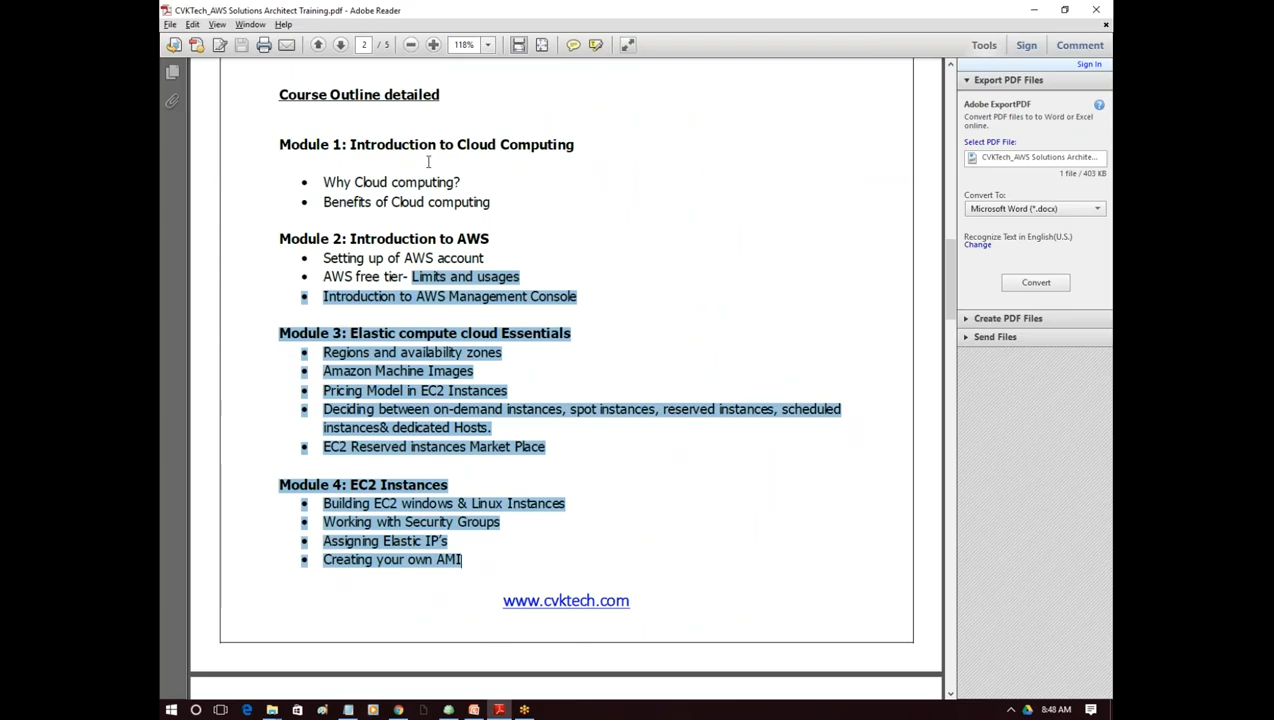 CVKTech_AWS Solutions Architect Training.pdf - Adobe Reader
File Edit View Window Help
2 / 5 118% Tools Sign Comment
Sign In
Export PDF Files
Adobe ExportPDF
Convert PDF files to to Word or Excel
online.
Select PDF File:
CVKTech_AWS Solutions Archite...
1 file / 403 KB
Convert To:
Microsoft Word (*.docx)
Recognize Text in English(U.S.)
Change
Convert
Create PDF Files
Send Files
Course Outline detailed
Module 1: Introduction to Cloud Computing
• Why Cloud computing?
• Benefits of Cloud computing
Module 2: Introduction to AWS
• Setting up of AWS account
• AWS free tier- Limits and usages
• Introduction to AWS Management Console
Module 3: Elastic compute cloud Essentials
• Regions and availability zones
• Amazon Machine Images
• Pricing Model in EC2 Instances
• Deciding between on-demand instances, spot instances, reserved instances, scheduled
instances& dedicated Hosts.
• EC2 Reserved instances Market Place
Module 4: EC2 Instances
• Building EC2 windows & Linux Instances
• Working with Security Groups
• Assigning Elastic IP's
• Creating your own AMI
www.cvktech.com
8:48 AM